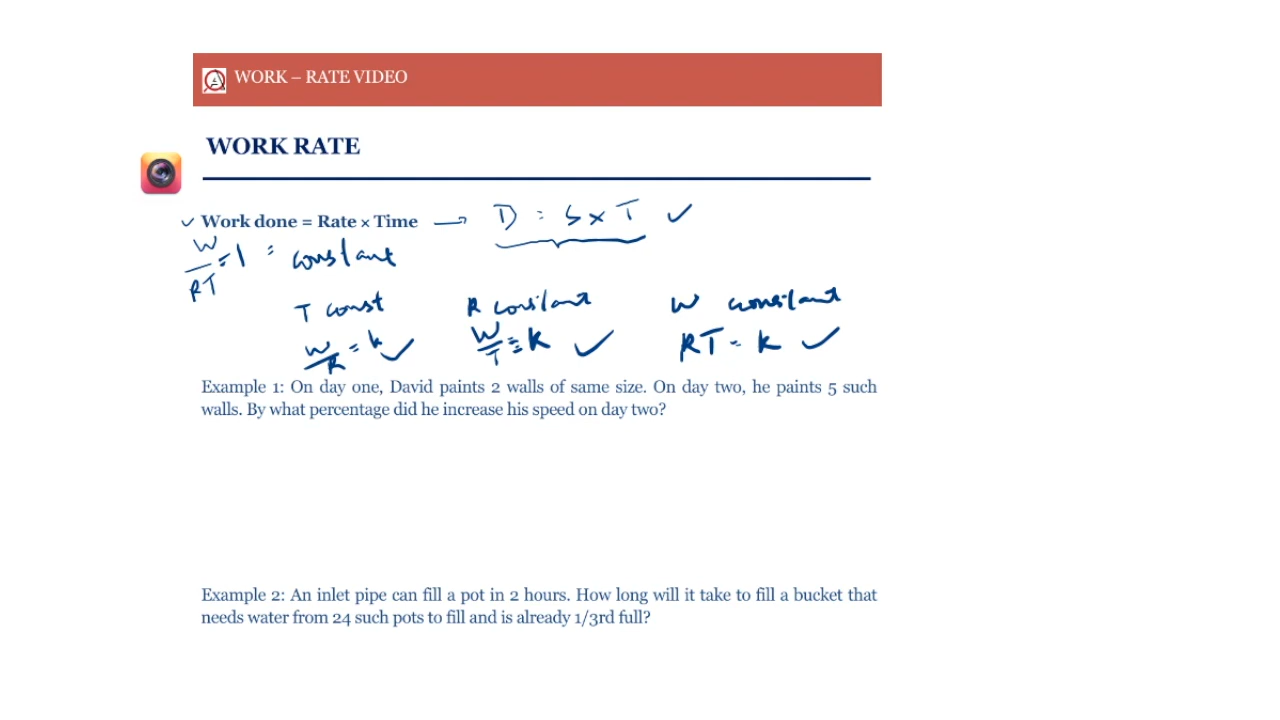 WORK – RATE VIDEO
WORK RATE
✓ Work done = Rate × Time → D = S × T ✓
W/RT = 1 = constant
T const R constant W constant
W/R = k ✓ W/T = k ✓ RT = k ✓
Example 1: On day one, David paints 2 walls of same size. On day two, he paints 5 such
walls. By what percentage did he increase his speed on day two?
Example 2: An inlet pipe can fill a pot in 2 hours. How long will it take to fill a bucket that
needs water from 24 such pots to fill and is already 1/3rd full?